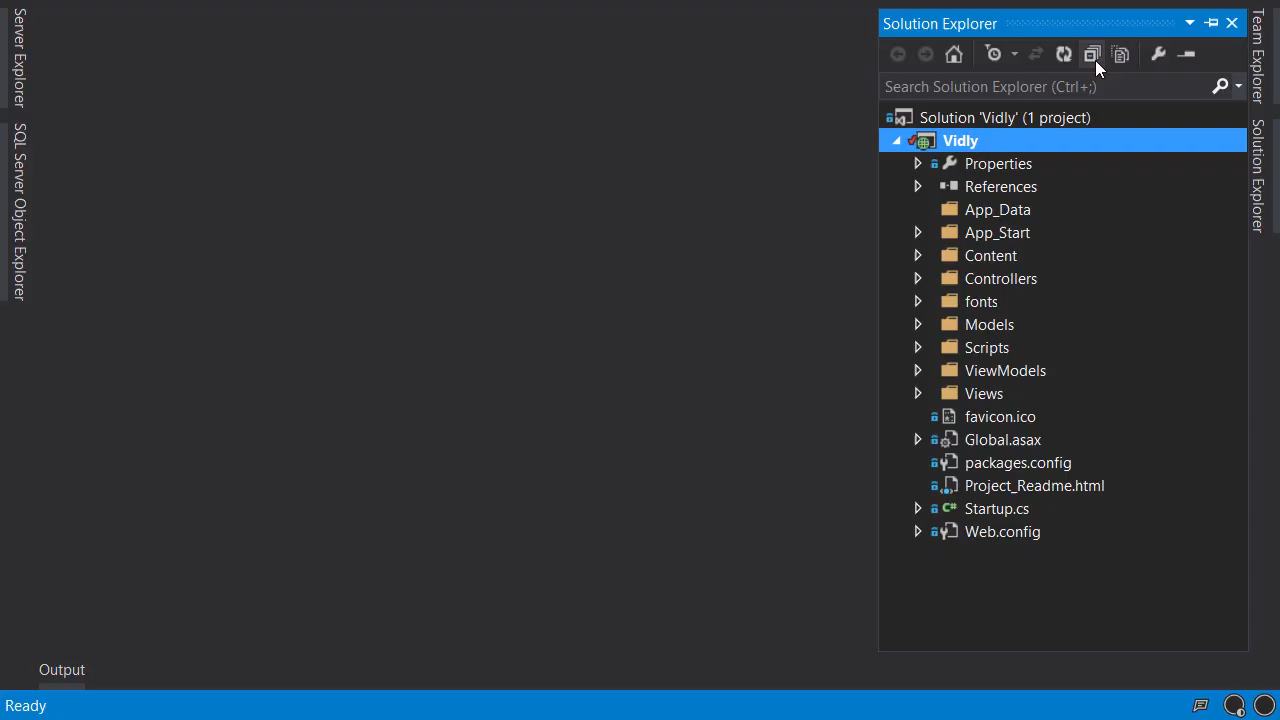 Server Explorer
SQL Server Object Explorer
Solution Explorer
Search Solution Explorer (Ctrl+;)
Solution 'Vidly' (1 project)
Vidly
Properties
References
App_Data
App_Start
Content
Controllers
fonts
Models
Scripts
ViewModels
Views
favicon.ico
Global.asax
packages.config
Project_Readme.html
C# Startup.cs
Web.config
Team Explorer
Solution Explorer
Output
Ready